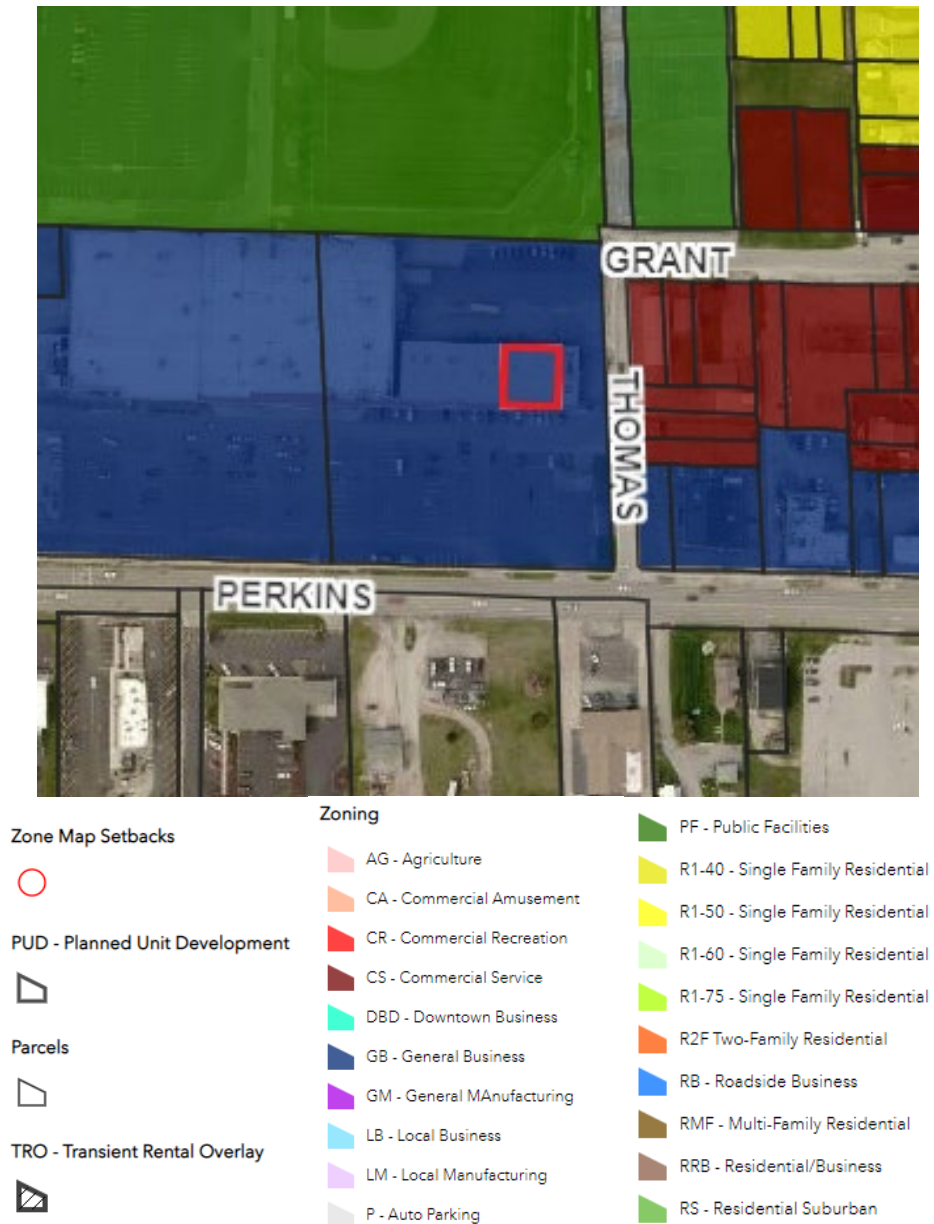 GRANT
THOMAS
PERKINS
Zone Map Setbacks
PUD - Planned Unit Development
Parcels
TRO - Transient Rental Overlay
Zoning
AG - Agriculture
CA - Commercial Amusement
CR - Commercial Recreation
CS - Commercial Service
DBD - Downtown Business
GB - General Business
GM - General MAnufacturing
LB - Local Business
LM - Local Manufacturing
P - Auto Parking
PF - Public Facilities
R1-40 - Single Family Residential
R1-50 - Single Family Residential
R1-60 - Single Family Residential
R1-75 - Single Family Residential
R2F Two-Family Residential
RB - Roadside Business
RMF - Multi-Family Residential
RRB - Residential/Business
RS - Residential Suburban